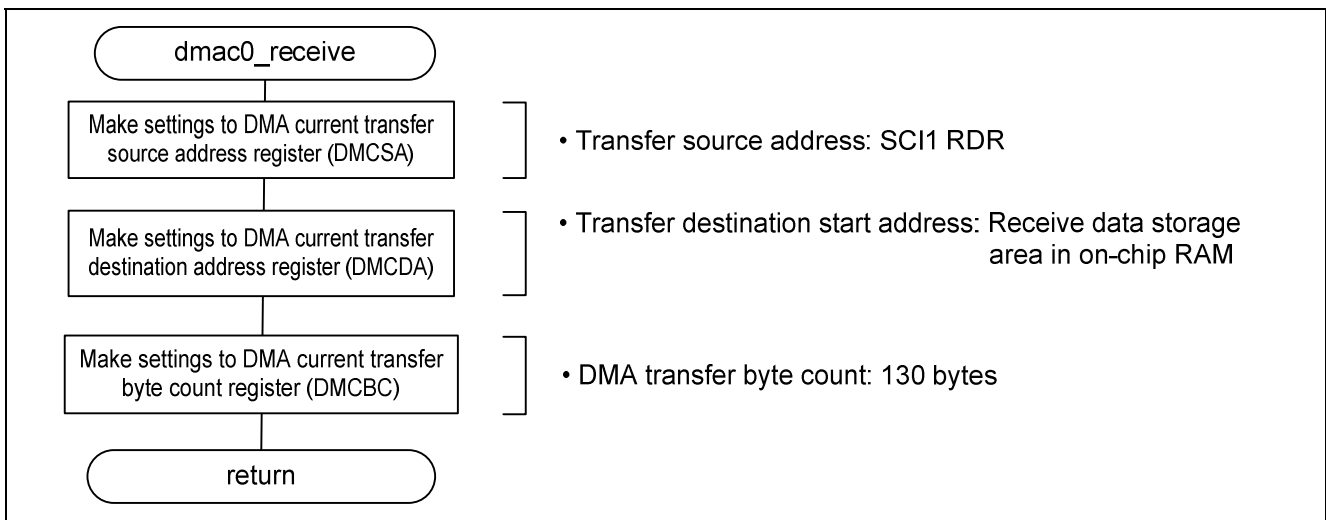 dmac0_receive
Make settings to DMA current transfer
source address register (DMCSA)
• Transfer source address: SCI1 RDR
Make settings to DMA current transfer
destination address register (DMCDA)
• Transfer destination start address: Receive data storage
area in on-chip RAM
Make settings to DMA current transfer
byte count register (DMCBC)
• DMA transfer byte count: 130 bytes
return